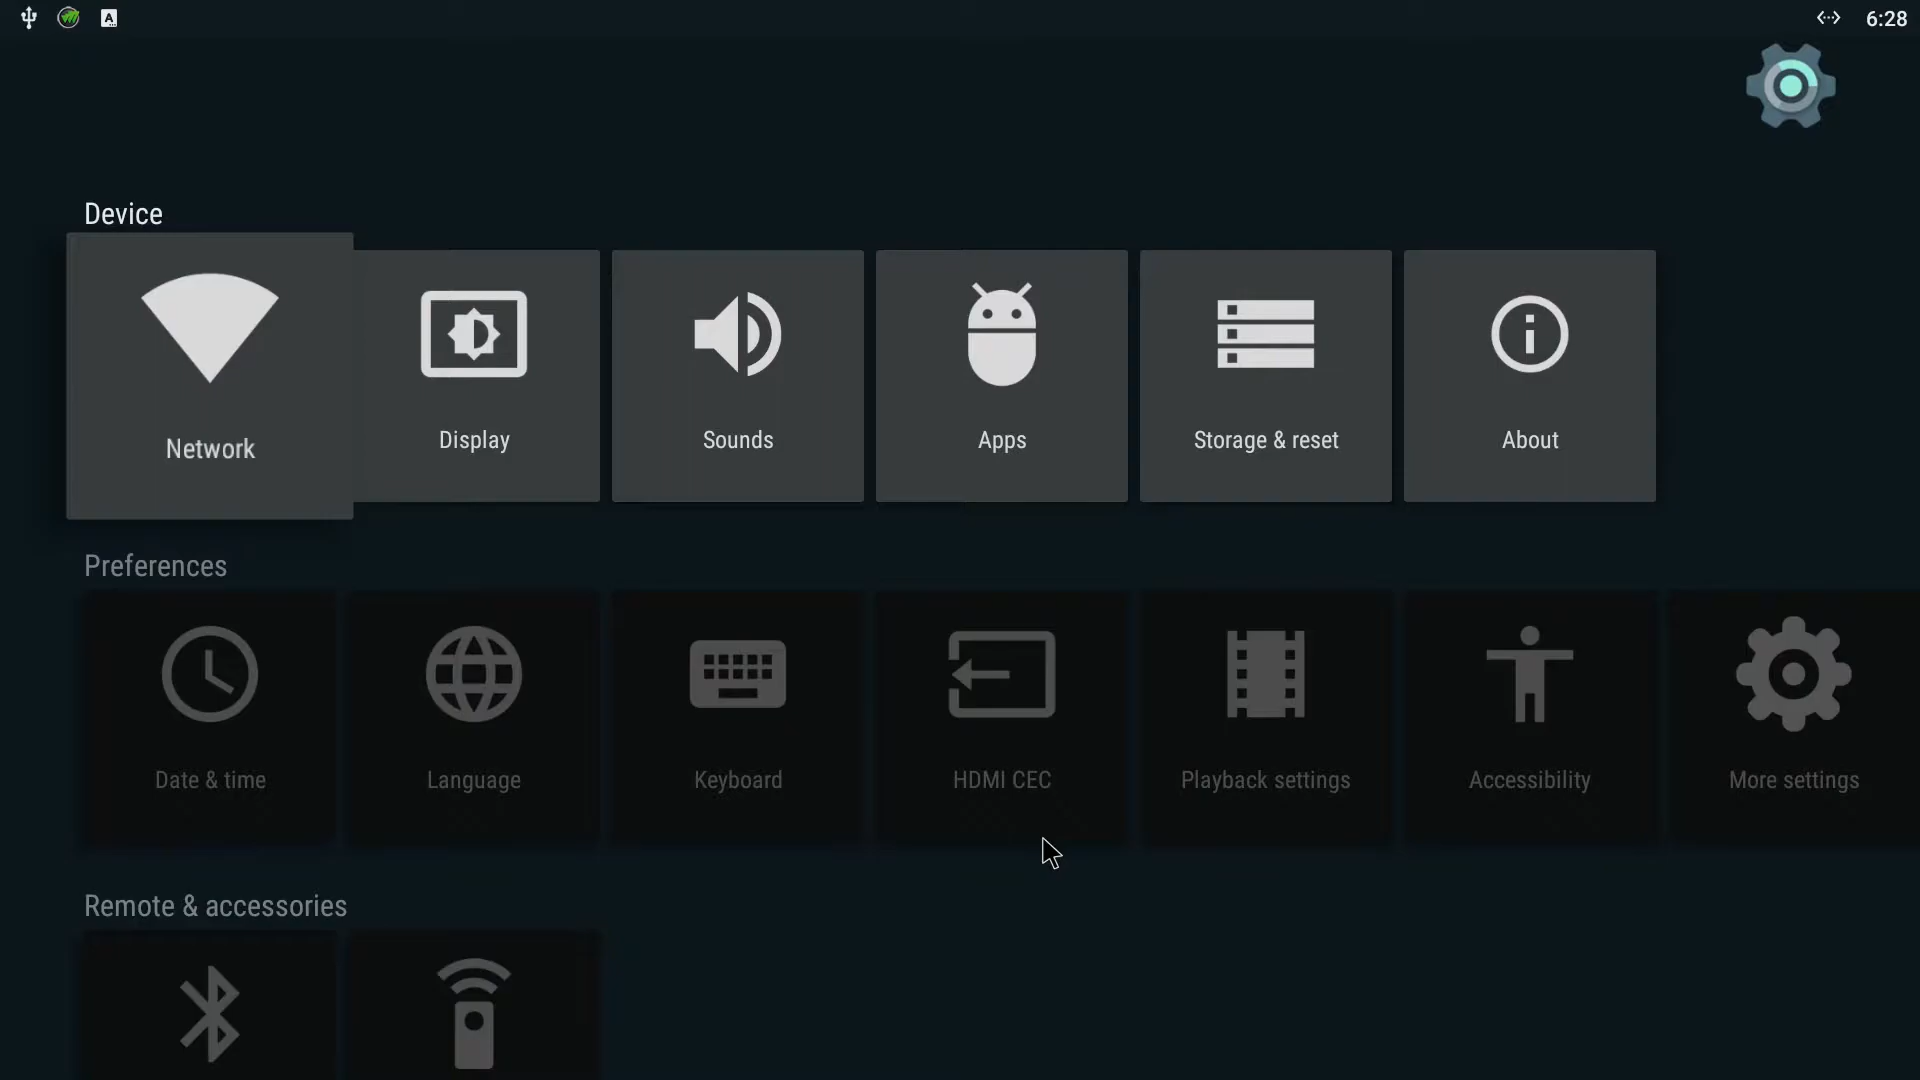 6:28
Device
Network
Display
Sounds
Apps
Storage & reset
About
Preferences
Date & time
Language
Keyboard
HDMI CEC
Playback settings
Accessibility
More settings
Remote & accessories